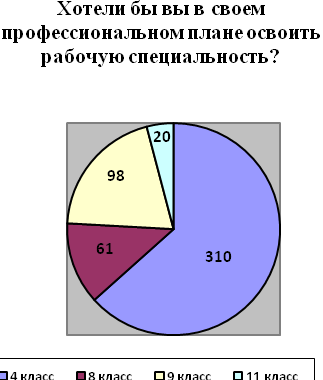 Хотели бы вы в своем
профессиональном плане освоить
рабочую специальность?
20
98
61
310
4 класс 8 класс 9 класс 11 класс